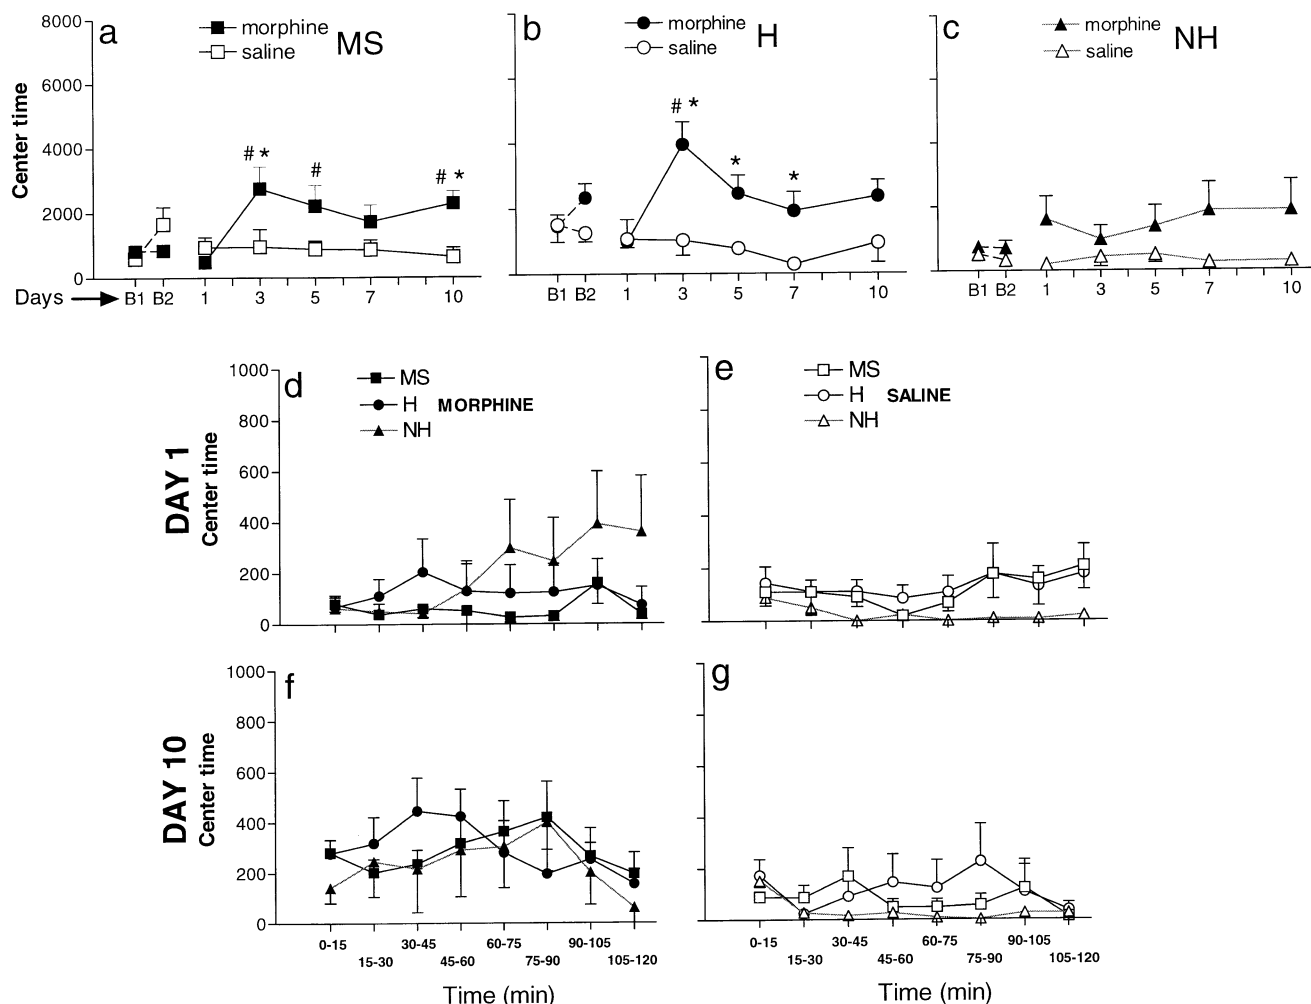 a
morphine
saline
MS
8000
6000
4000
2000
0
Center time
# *
#
# *
Days
B1 B2 1 3 5 7 10
b
morphine
saline
H
# *
*
*
B1 B2 1 3 5 7 10
c
morphine
saline
NH
B1 B2 1 3 5 7 10
DAY 1
Center time
1000
800
600
400
200
0
d
MS
H MORPHINE
NH
e
MS
H SALINE
NH
DAY 10
Center time
1000
800
600
400
200
0
f
0-15 30-45 60-75 90-105
15-30 45-60 75-90 105-120
Time (min)
g
0-15 30-45 60-75 90-105
15-30 45-60 75-90 105-120
Time (min)